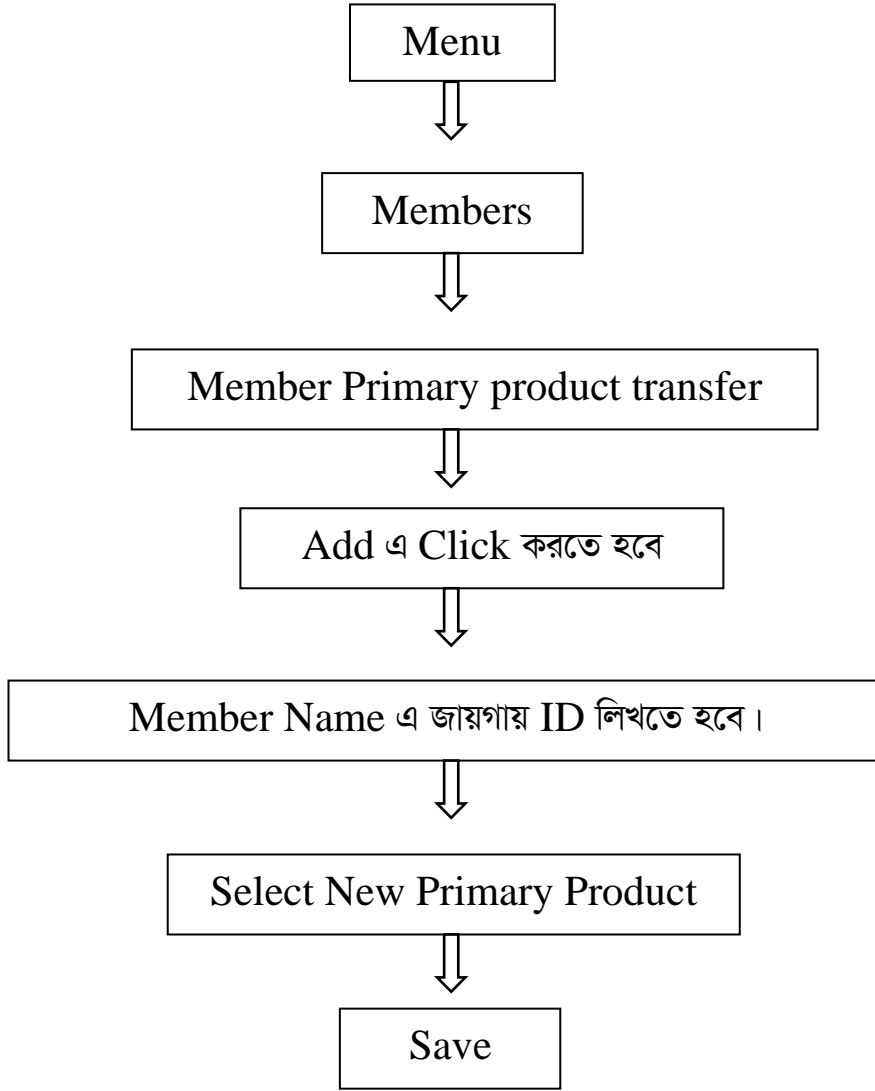 Menu
Members
Member Primary product transfer
Add এ Click করতে হবে
Member Name এ জায়গায় ID লিখতে হবে।
Select New Primary Product
Save